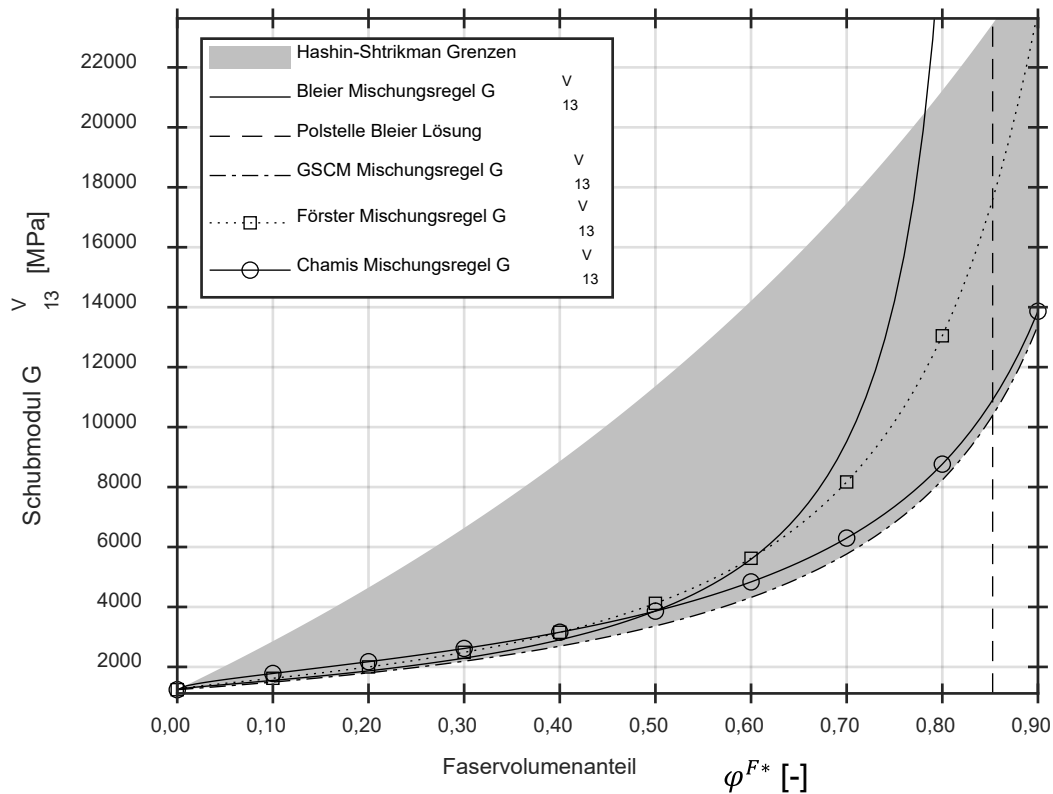 22000
20000
18000
16000
14000
12000
10000
8000
6000
4000
2000
Schubmodul G V 13 [MPa]
Hashin-Shtrikman Grenzen
Bleier Mischungsregel G V 13
Polstelle Bleier Lösung
GSCM Mischungsregel G V 13
Förster Mischungsregel G V 13
Chamis Mischungsregel G V 13
0,00 0,10 0,20 0,30 0,40 0,50 0,60 0,70 0,80 0,90
Faservolumenanteil φ^{F*} [-]